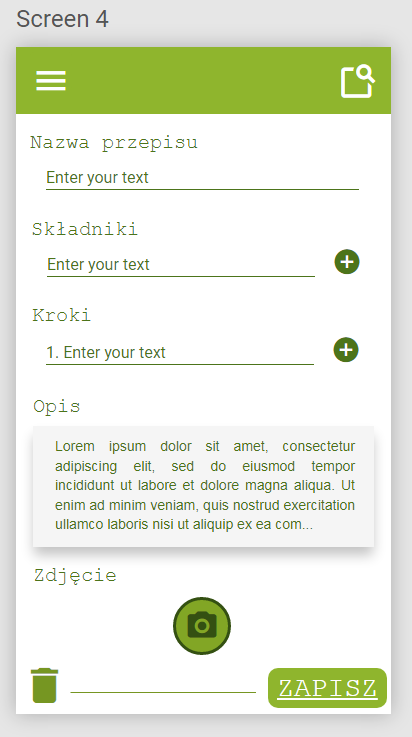 Screen 4
Nazwa przepisu
Enter your text
Składniki
Enter your text
Kroki
1. Enter your text
Opis
Lorem ipsum dolor sit amet, consectetur
adipiscing elit, sed do eiusmod tempor
incididunt ut labore et dolore magna aliqua. Ut
enim ad minim veniam, quis nostrud exercitation
ullamco laboris nisi ut aliquip ex ea com...
Zdjęcie
ZAPISZ